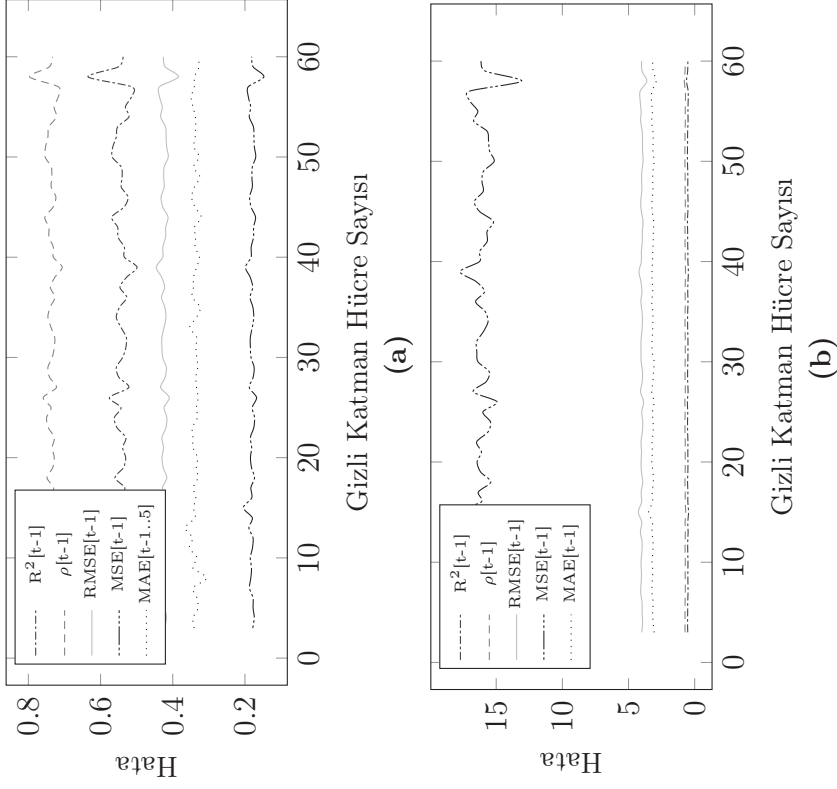 0.8
0.6
0.4
0.2
Hata
R²[t-1]
ρ[t-1]
RMSE[t-1]
MSE[t-1]
MAE[t-1..5]
0 10 20 30 40 50 60
Gizli Katman Hücre Sayısı
(a)
15
10
5
0
Hata
R²[t-1]
ρ[t-1]
RMSE[t-1]
MSE[t-1]
MAE[t-1]
0 10 20 30 40 50 60
Gizli Katman Hücre Sayısı
(b)